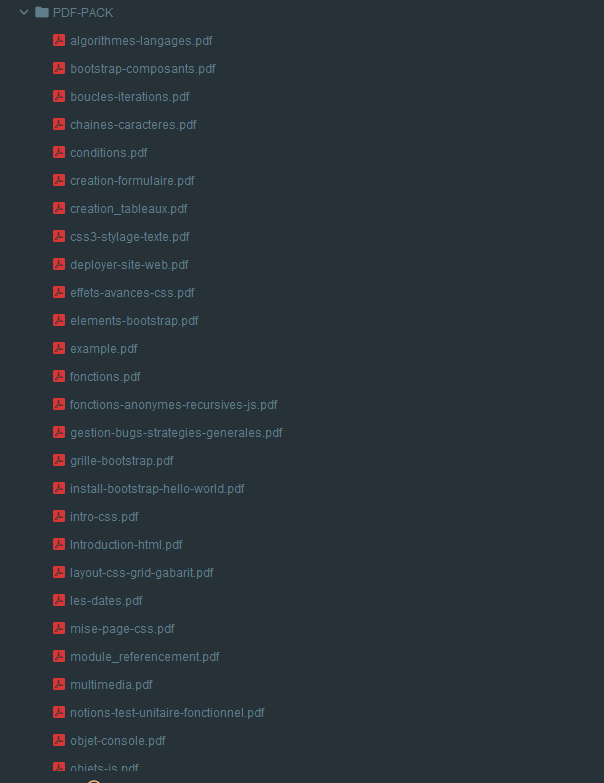 PDF-PACK
algorithmes-langages.pdf
bootstrap-composants.pdf
boucles-iterations.pdf
chaines-caracteres.pdf
conditions.pdf
creation-formulaire.pdf
creation_tableaux.pdf
css3-stylage-texte.pdf
deployer-site-web.pdf
effets-avances-css.pdf
elements-bootstrap.pdf
example.pdf
fonctions.pdf
fonctions-anonymes-recursives-js.pdf
gestion-bugs-strategies-generales.pdf
grille-bootstrap.pdf
install-bootstrap-hello-world.pdf
intro-css.pdf
Introduction-html.pdf
layout-css-grid-gabarit.pdf
les-dates.pdf
mise-page-css.pdf
module_referencement.pdf
multimedia.pdf
notions-test-unitaire-fonctionnel.pdf
objet-console.pdf
objets-js.pdf